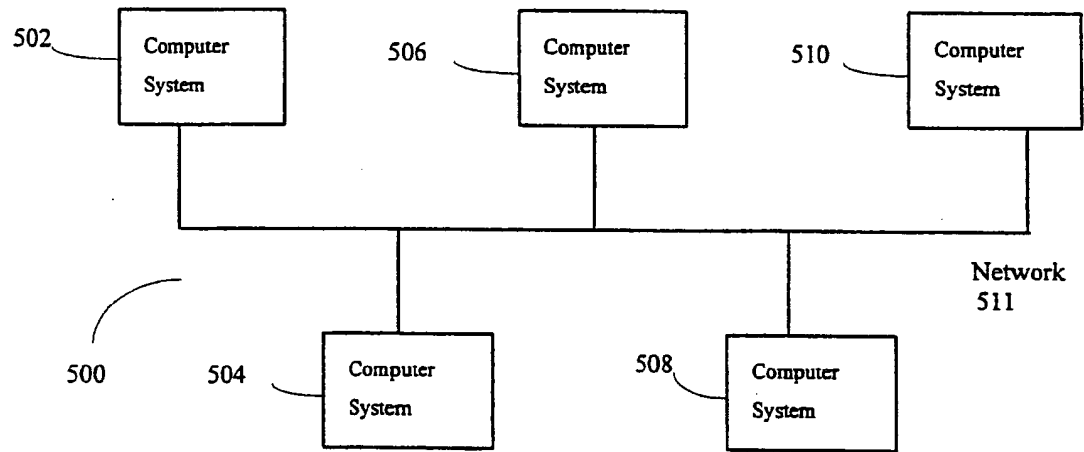 502
Computer
System
506
Computer
System
510
Computer
System
Network
511
500
504
Computer
System
508
Computer
System